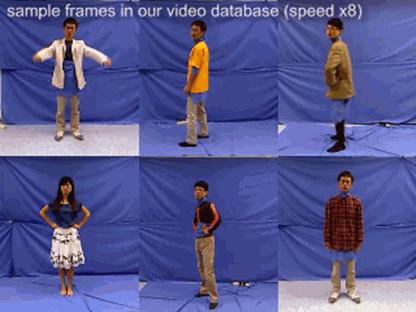 sample frames in our video database (speed x8)